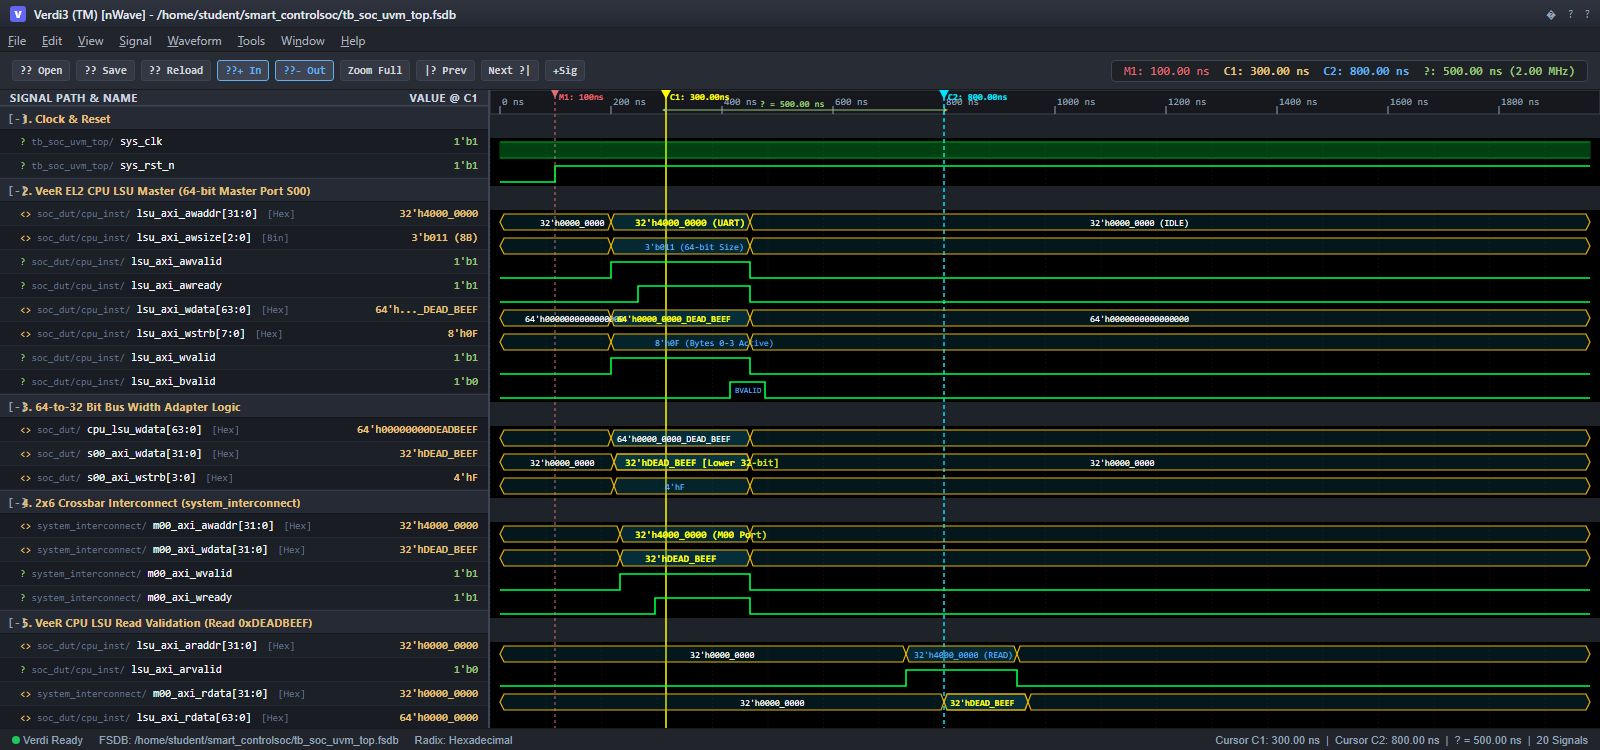 V Verdi3 (TM) [nWave] - /home/student/smart_controlsoc/tb_soc_uvm_top.fsdb � ? ?
File Edit View Signal Waveform Tools Window Help
?? Open ?? Save ?? Reload ??+ In ??- Out Zoom Full |? Prev Next ?| +Sig M1: 100.00 ns C1: 300.00 ns C2: 800.00 ns ?: 500.00 ns (2.00 MHz)
SIGNAL PATH & NAME VALUE @ C1
M1: 100ns C1: 300.00ns C2: 800.00ns
0 ns 200 ns 400 ns ? = 500.00 ns 600 ns 800 ns 1000 ns 1200 ns 1400 ns 1600 ns 1800 ns
[-] 1. Clock & Reset
? tb_soc_uvm_top/ sys_clk 1'b1
? tb_soc_uvm_top/ sys_rst_n 1'b1
[-] 2. VeeR EL2 CPU LSU Master (64-bit Master Port S00)
<> soc_dut/cpu_inst/ lsu_axi_awaddr[31:0] [Hex] 32'h4000_0000 32'h0000_0000 32'h4000_0000 (UART) 32'h0000_0000 (IDLE)
<> soc_dut/cpu_inst/ lsu_axi_awsize[2:0] [Bin] 3'b011 (8B) 3'b011 (64-bit Size)
? soc_dut/cpu_inst/ lsu_axi_awvalid 1'b1
? soc_dut/cpu_inst/ lsu_axi_awready 1'b1
<> soc_dut/cpu_inst/ lsu_axi_wdata[63:0] [Hex] 64'h..._DEAD_BEEF 64'h0000_0000_DEAD_BEEF 64'h0000000000000000
<> soc_dut/cpu_inst/ lsu_axi_wstrb[7:0] [Hex] 8'h0F 8'h0F (Bytes 0-3 Active)
? soc_dut/cpu_inst/ lsu_axi_wvalid 1'b1
? soc_dut/cpu_inst/ lsu_axi_bvalid 1'b0 BVALID
[-] 3. 64-to-32 Bit Bus Width Adapter Logic
<> soc_dut/ cpu_lsu_wdata[63:0] [Hex] 64'h00000000DEADBEEF 64'h0000_0000_DEAD_BEEF
<> soc_dut/ s00_axi_wdata[31:0] [Hex] 32'hDEAD_BEEF 32'h0000_0000 32'hDEAD_BEEF [Lower 32-bit] 32'h0000_0000
<> soc_dut/ s00_axi_wstrb[3:0] [Hex] 4'hF 4'hF
[-] 4. 2x6 Crossbar Interconnect (system_interconnect)
<> system_interconnect/ m00_axi_awaddr[31:0] [Hex] 32'h4000_0000 32'h4000_0000 (M00 Port)
<> system_interconnect/ m00_axi_wdata[31:0] [Hex] 32'hDEAD_BEEF 32'hDEAD_BEEF
? system_interconnect/ m00_axi_wvalid 1'b1
? system_interconnect/ m00_axi_wready 1'b1
[-] 5. VeeR CPU LSU Read Validation (Read 0xDEADBEEF)
<> soc_dut/cpu_inst/ lsu_axi_araddr[31:0] [Hex] 32'h0000_0000 32'h0000_0000 32'h4000_0000 (READ)
? soc_dut/cpu_inst/ lsu_axi_arvalid 1'b0
<> system_interconnect/ m00_axi_rdata[31:0] [Hex] 32'h0000_0000 32'h0000_0000 32'hDEAD_BEEF
<> soc_dut/cpu_inst/ lsu_axi_rdata[63:0] [Hex] 64'h0000_0000
Verdi Ready FSDB: /home/student/smart_controlsoc/tb_soc_uvm_top.fsdb Radix: Hexadecimal Cursor C1: 300.00 ns | Cursor C2: 800.00 ns | ? = 500.00 ns | 20 Signals